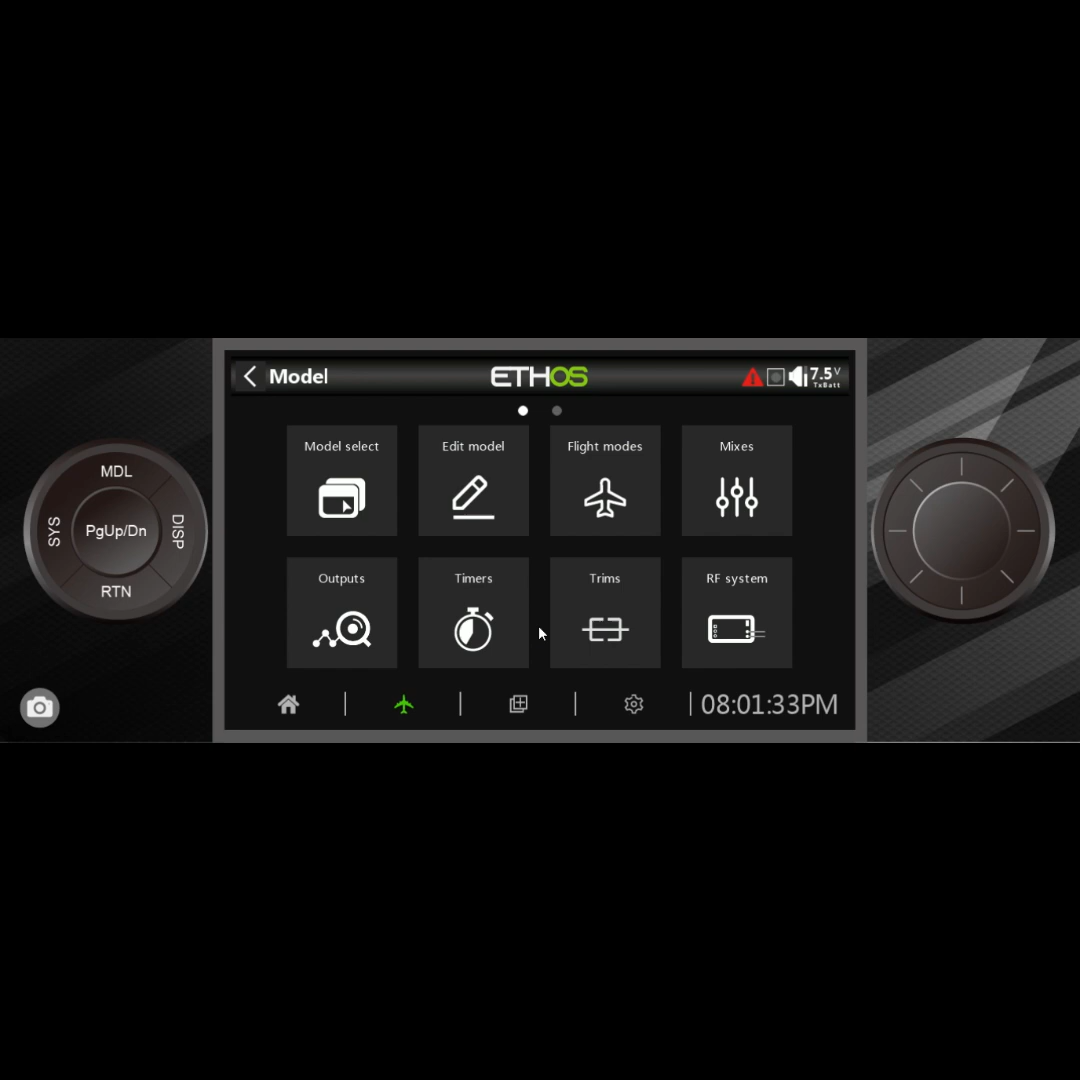 Model
ETHOS
7.5V
TxBatt
Model select
Edit model
Flight modes
Mixes
Outputs
Timers
Trims
RF system
08:01:33PM
MDL
SYS
PgUp/Dn
DISP
RTN